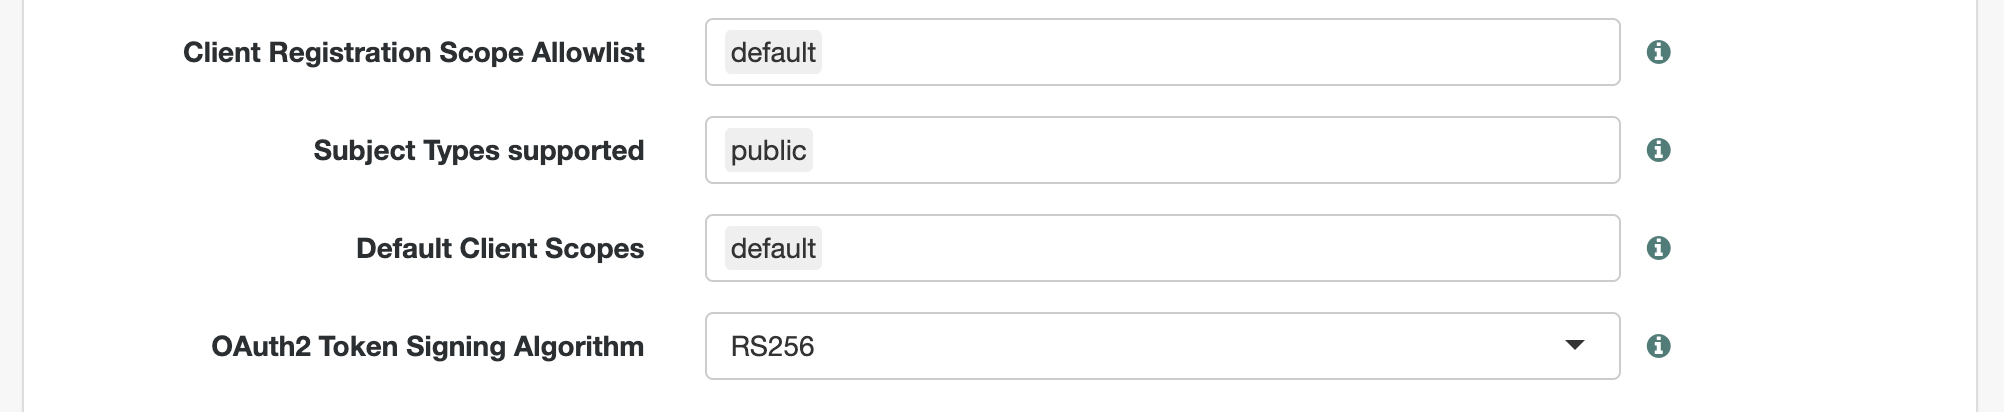 Client Registration Scope Allowlist default
Subject Types supported public
Default Client Scopes default
OAuth2 Token Signing Algorithm RS256